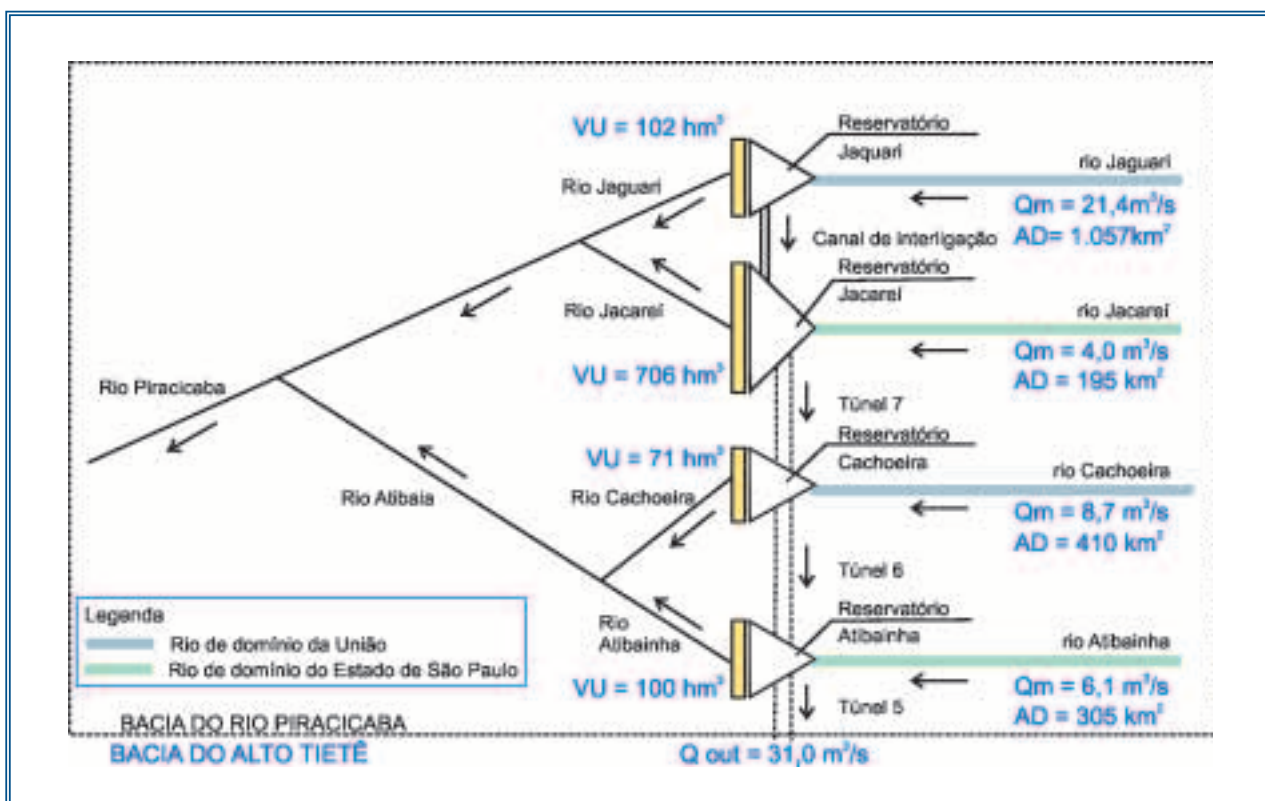 VU = 102 hm³
Reservatório
Jaquari
rio Jaguari
Rio Jaguari
Qm = 21,4m³/s
AD= 1.057km²
Canal de interligação
Reservatório
Jacareí
rio Jacareí
Rio Jacareí
Qm = 4,0 m³/s
AD = 195 km²
VU = 706 hm³
Rio Piracicaba
Túnel 7
Reservatório
Cachoeira
rio Cachoeira
VU = 71 hm³
Rio Atibaia
Rio Cachoeira
Qm = 8,7 m³/s
AD = 410 km²
Túnel 6
Legenda
Rio de domínio da União
Rio de domínio do Estado de São Paulo
Rio
Atibainha
Reservatório
Atibainha
rio Atibainha
VU = 100 hm³
Qm = 6,1 m³/s
AD = 305 km²
Túnel 5
BACIA DO RIO PIRACICABA
BACIA DO ALTO TIETÊ
Q out = 31,0 m³/s